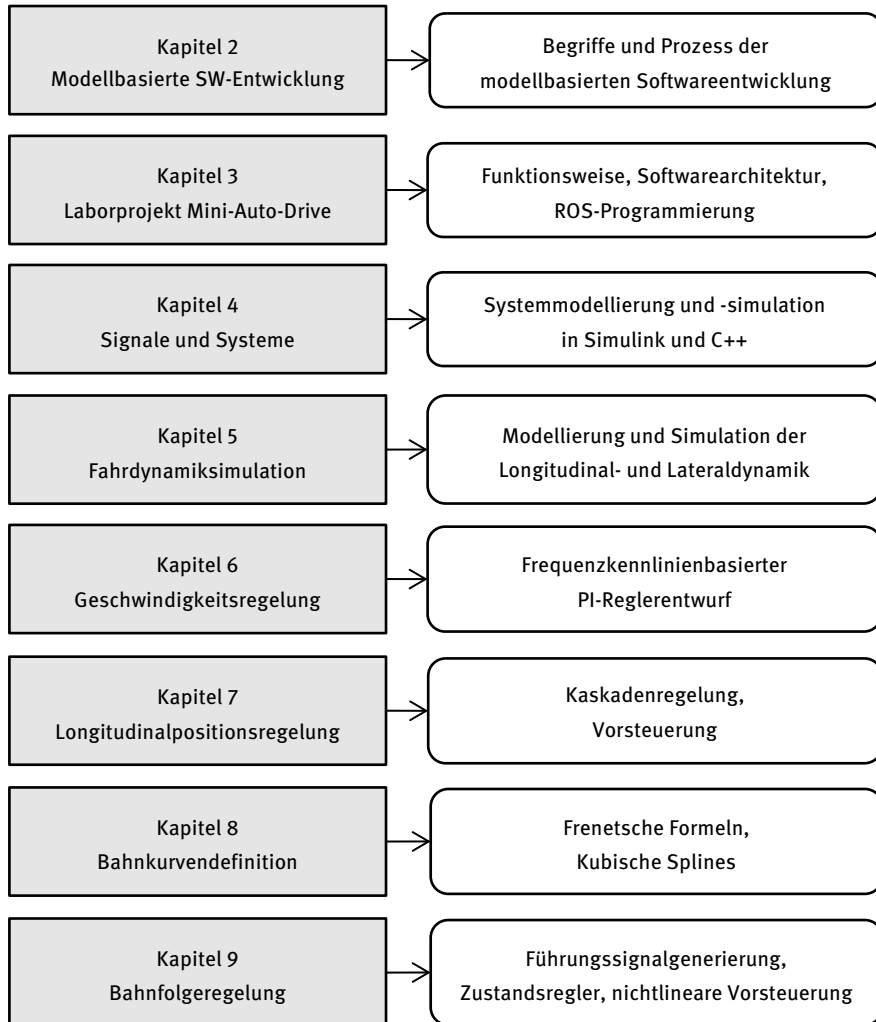 Kapitel 2
Modellbasierte SW-Entwicklung
Begriffe und Prozess der
modellbasierten Softwareentwicklung
Kapitel 3
Laborprojekt Mini-Auto-Drive
Funktionsweise, Softwarearchitektur,
ROS-Programmierung
Kapitel 4
Signale und Systeme
Systemmodellierung und -simulation
in Simulink und C++
Kapitel 5
Fahrdynamiksimulation
Modellierung und Simulation der
Longitudinal- und Lateraldynamik
Kapitel 6
Geschwindigkeitsregelung
Frequenzkennlinienbasierter
PI-Reglerentwurf
Kapitel 7
Longitudinalpositionsregelung
Kaskadenregelung,
Vorsteuerung
Kapitel 8
Bahnkurvendefinition
Frenetsche Formeln,
Kubische Splines
Kapitel 9
Bahnfolgeregelung
Führungssignalgenerierung,
Zustandsregler, nichtlineare Vorsteuerung